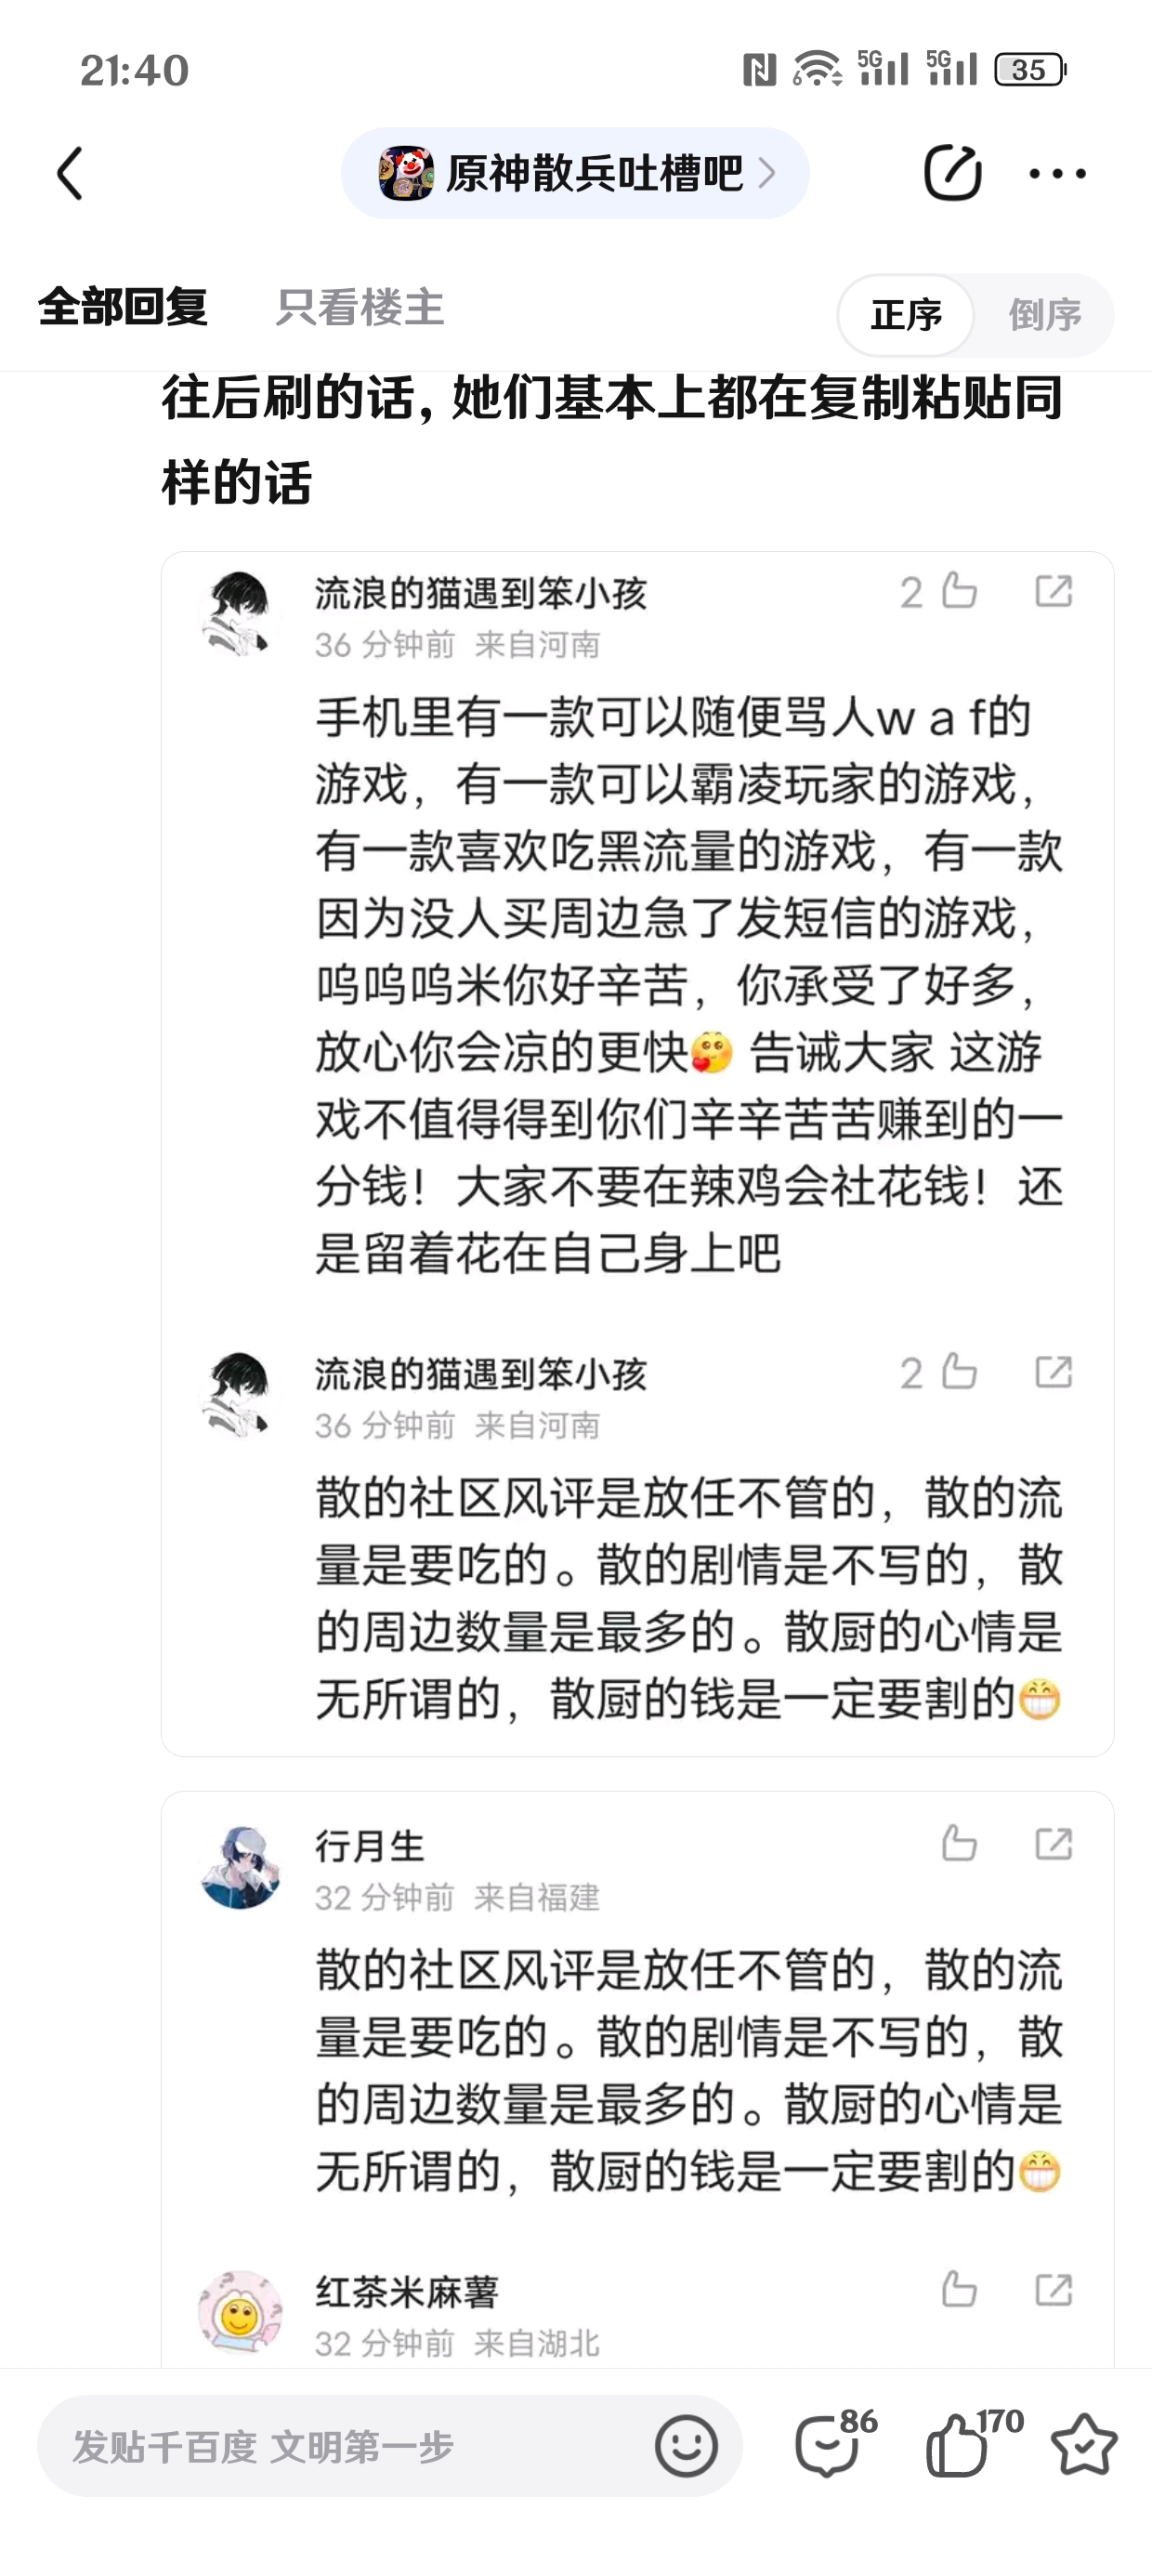 21:40
5G 5G 35
原神散兵吐槽吧
全部回复 只看楼主 正序 倒序
往后刷的话，她们基本上都在复制粘贴同
样的话
流浪的猫遇到笨小孩 2
36 分钟前 来自河南
手机里有一款可以随便骂人w a f的
游戏，有一款可以霸凌玩家的游戏，
有一款喜欢吃黑流量的游戏，有一款
因为没人买周边急了发短信的游戏，
呜呜呜米你好辛苦，你承受了好多，
放心你会凉的更快🥰 告诫大家 这游
戏不值得得到你们辛辛苦苦赚到的一
分钱！大家不要在辣鸡会社花钱！还
是留着花在自己身上吧
流浪的猫遇到笨小孩 2
36 分钟前 来自河南
散的社区风评是放任不管的，散的流
量是要吃的。散的剧情是不写的，散
的周边数量是最多的。散厨的心情是
无所谓的，散厨的钱是一定要割的😁
行月生
32 分钟前 来自福建
散的社区风评是放任不管的，散的流
量是要吃的。散的剧情是不写的，散
的周边数量是最多的。散厨的心情是
无所谓的，散厨的钱是一定要割的😁
红茶米麻薯
32 分钟前 来自湖北
发贴千百度 文明第一步 86 170